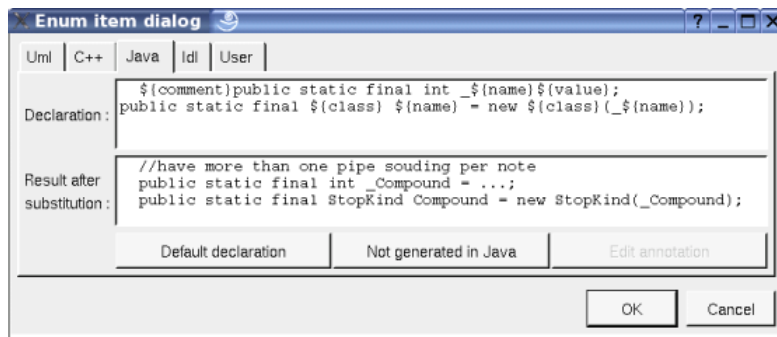 Enum item dialog
Uml C++ Java Idl User
Declaration :
${comment}public static final int _${name}${value};
public static final ${class} ${name} = new ${class}(_${name});
Result after
substitution :
//have more than one pipe souding per note
public static final int _Compound = ...;
public static final StopKind Compound = new StopKind(_Compound);
Default declaration Not generated in Java Edit annotation
OK Cancel